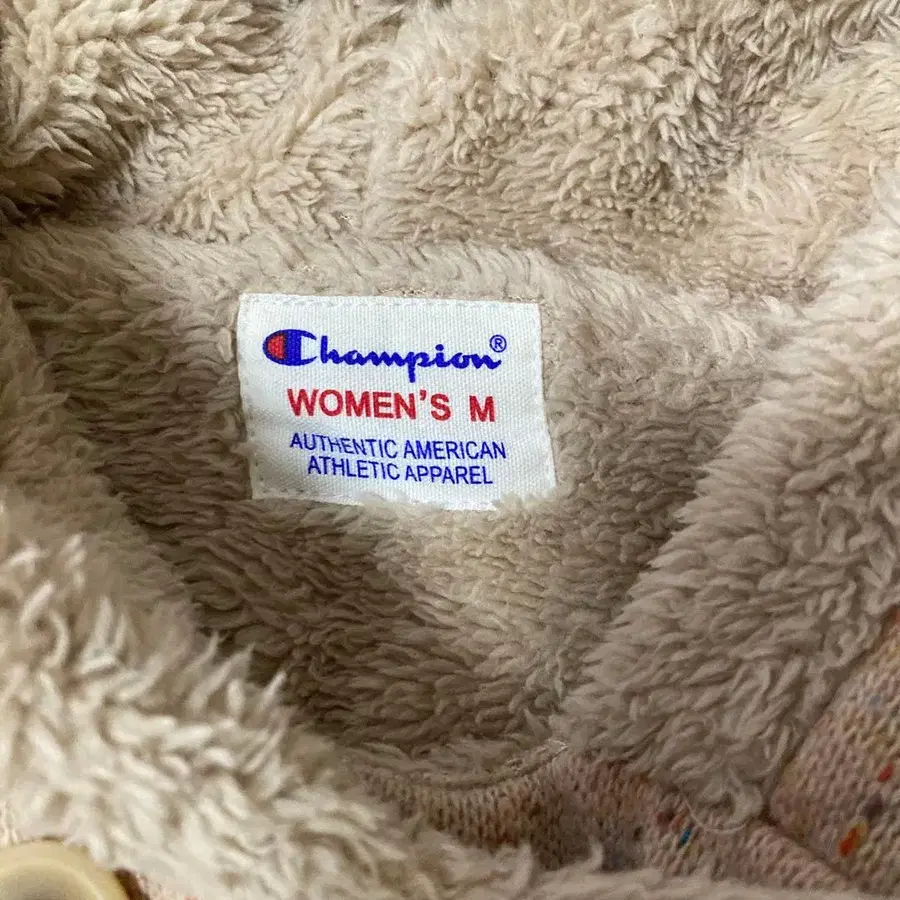 Champion®
WOMEN'S M
AUTHENTIC AMERICAN
ATHLETIC APPAREL